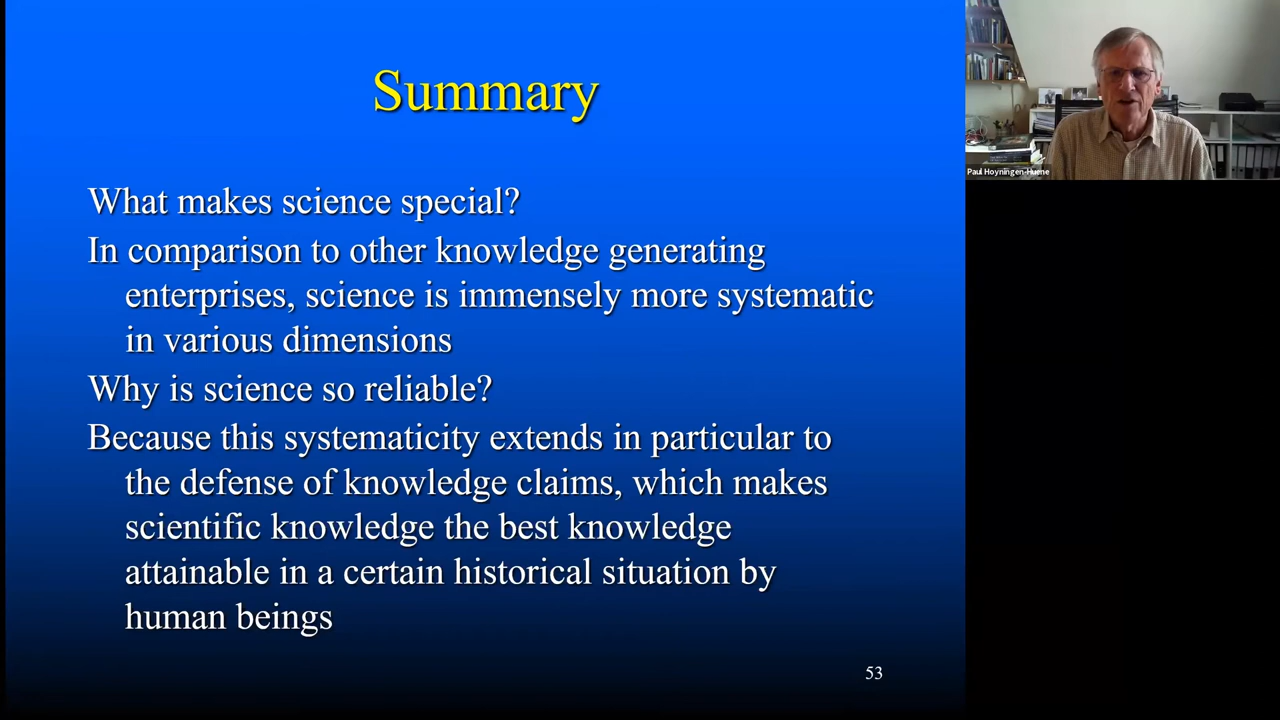 Summary
What makes science special?
In comparison to other knowledge generating
enterprises, science is immensely more systematic
in various dimensions
Why is science so reliable?
Because this systematicity extends in particular to
the defense of knowledge claims, which makes
scientific knowledge the best knowledge
attainable in a certain historical situation by
human beings
53
Paul Hoyningen-Huene